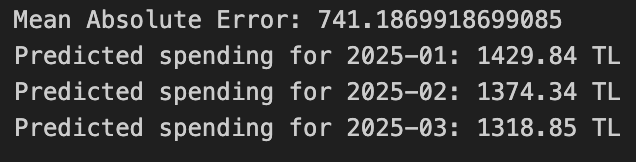 Mean Absolute Error: 741.1869918699085
Predicted spending for 2025-01: 1429.84 TL
Predicted spending for 2025-02: 1374.34 TL
Predicted spending for 2025-03: 1318.85 TL